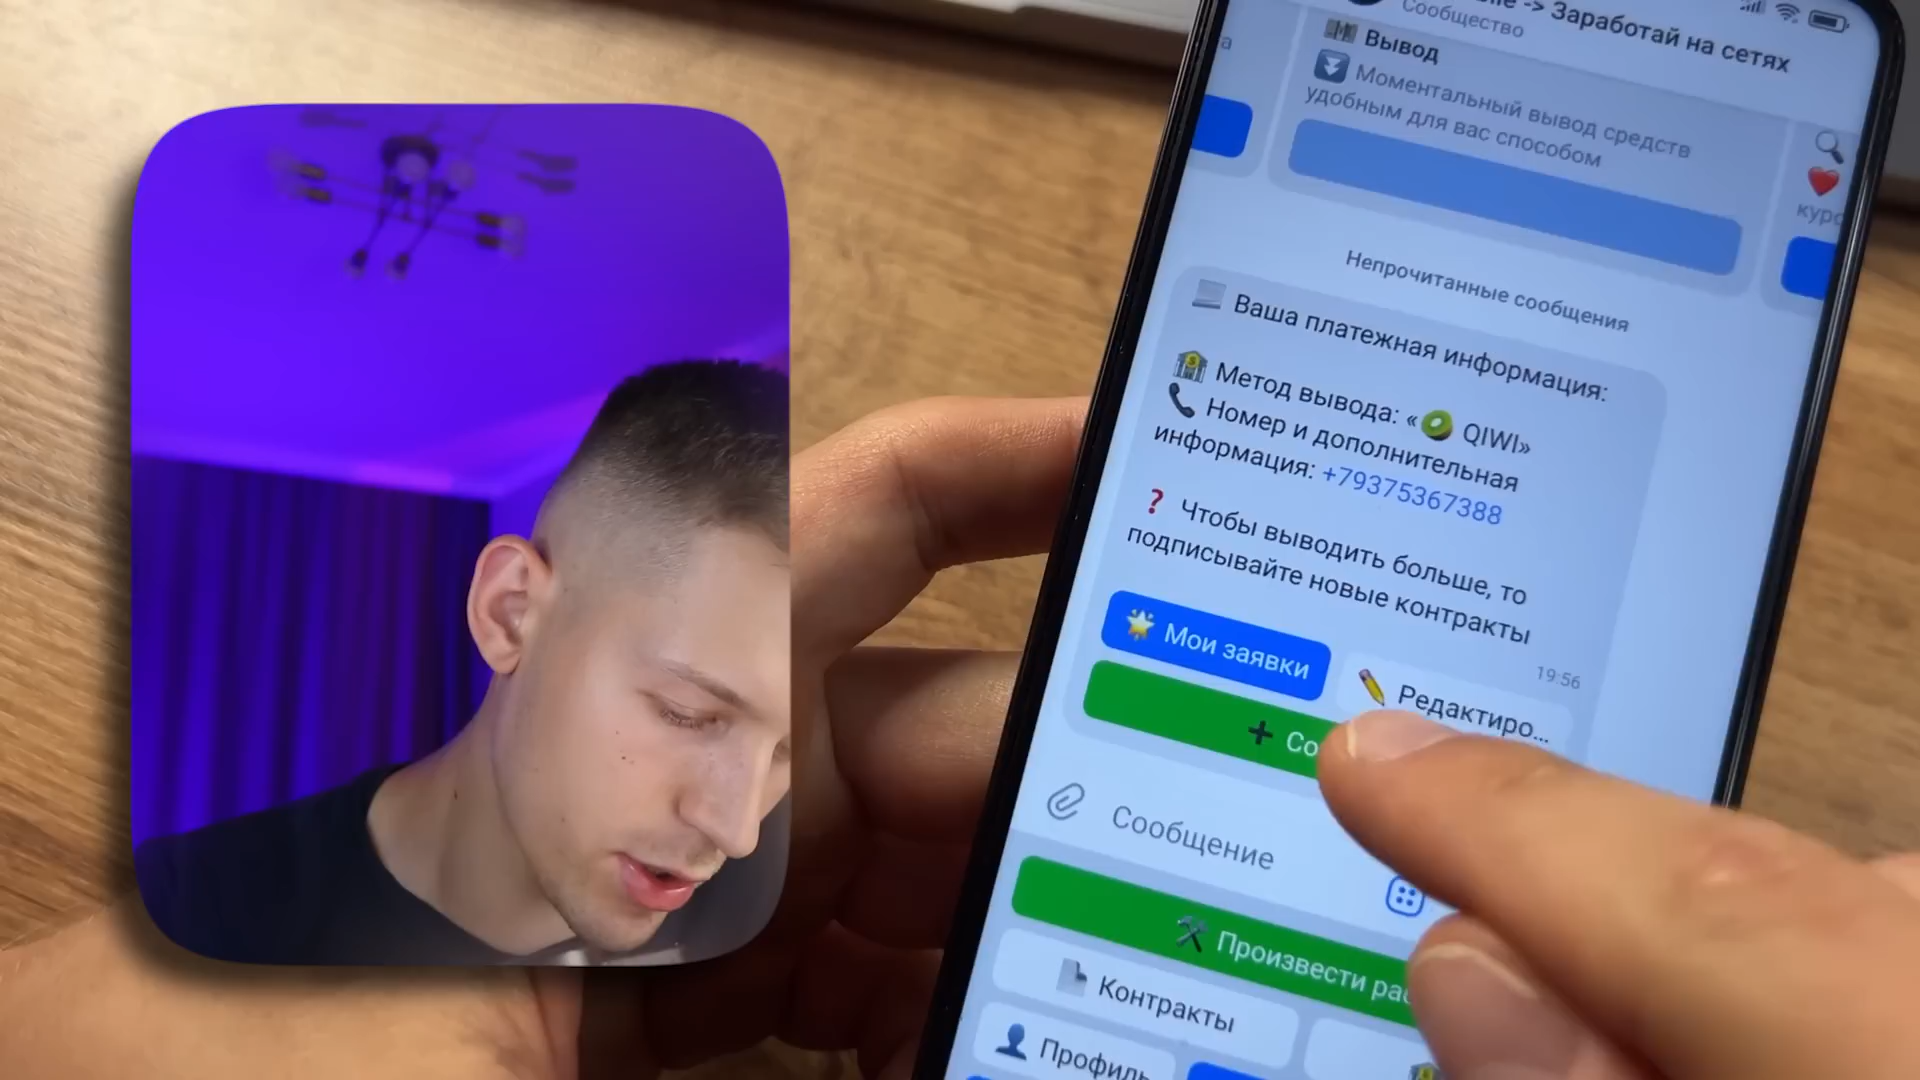 -> Заработай на сетях
Сообщество
Вывод
Моментальный вывод средств
удобным для вас способом
курс
Непрочитанные сообщения
Ваша платежная информация:
Метод вывода: « QIWI»
Номер и дополнительная
информация: +79375367388
❓ Чтобы выводить больше, то
подписывайте новые контракты
19:56
Мои заявки
Редактиро...
+ Со
Сообщение
Произвести ра
Контракты
Профиль